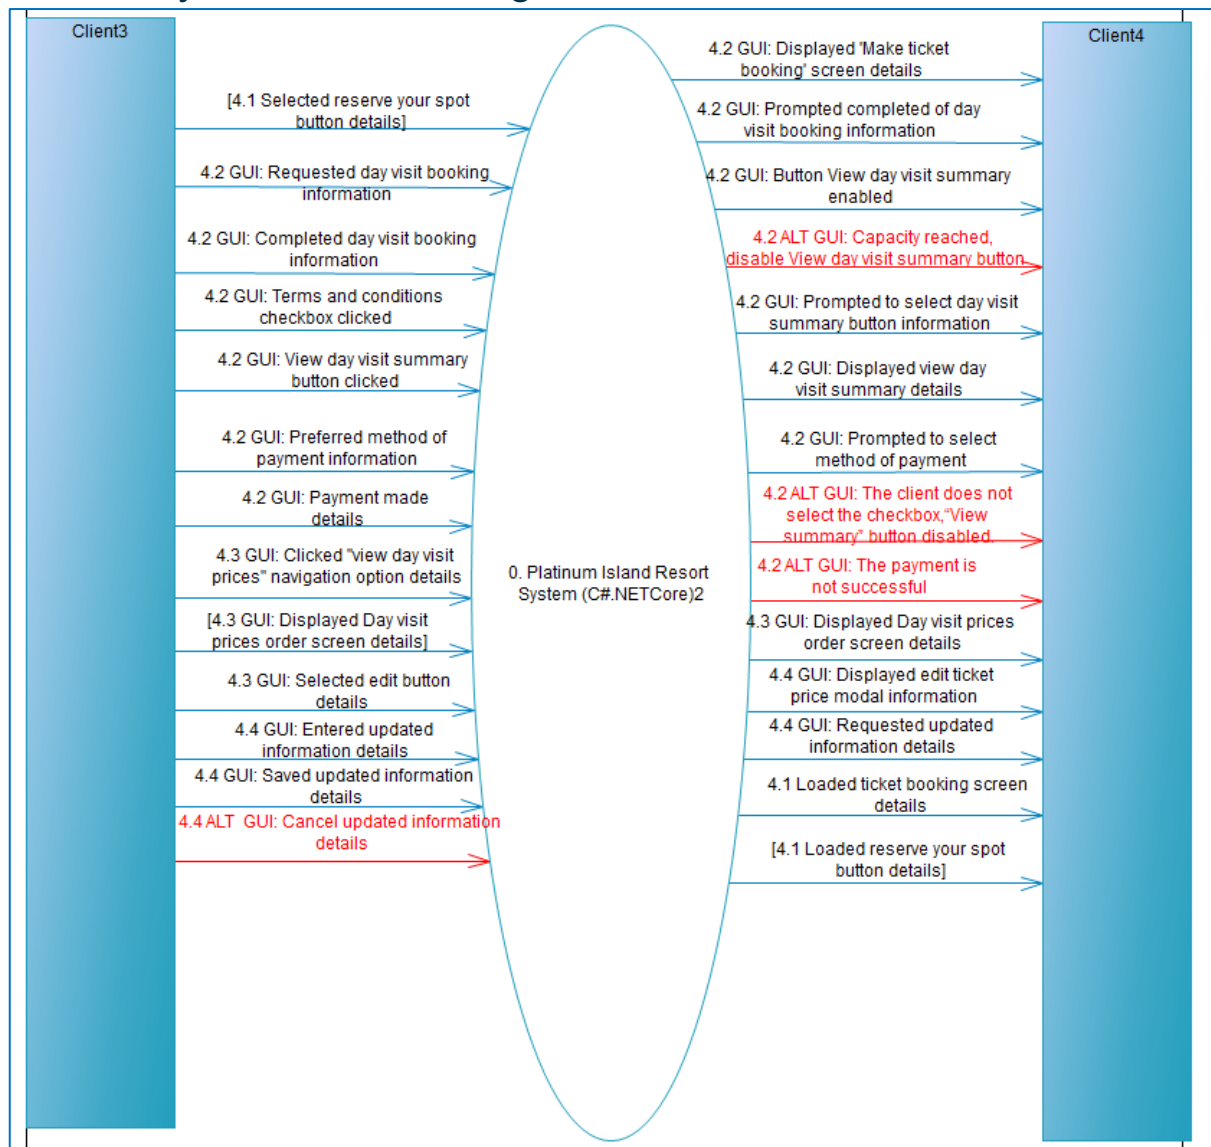 Client3
[4.1 Selected reserve your spot
button details]
4.2 GUI: Requested day visit booking
information
4.2 GUI: Completed day visit booking
information
4.2 GUI: Terms and conditions
checkbox clicked
4.2 GUI: View day visit summary
button clicked
4.2 GUI: Preferred method of
payment information
4.2 GUI: Payment made
details
4.3 GUI: Clicked "view day visit
prices" navigation option details
[4.3 GUI: Displayed Day visit
prices order screen details]
4.3 GUI: Selected edit button
details
4.4 GUI: Entered updated
information details
4.4 GUI: Saved updated information
details
4.4 ALT  GUI: Cancel updated information
details
0. Platinum Island Resort
System (C#.NETCore)2
4.2 GUI: Displayed 'Make ticket
booking' screen details
4.2 GUI: Prompted completed of day
visit booking information
4.2 GUI: Button View day visit summary
enabled
4.2 ALT GUI: Capacity reached,
disable View day visit summary button
4.2 GUI: Prompted to select day visit
summary button information
4.2 GUI: Displayed view day
visit summary details
4.2 GUI: Prompted to select
method of payment
4.2 ALT GUI: The client does not
select the checkbox,“View
summary” button disabled.
4.2 ALT GUI: The payment is
not successful
4.3 GUI: Displayed Day visit prices
order screen details
4.4 GUI: Displayed edit ticket
price modal information
4.4 GUI: Requested updated
information details
4.1 Loaded ticket booking screen
details
[4.1 Loaded reserve your spot
button details]
Client4